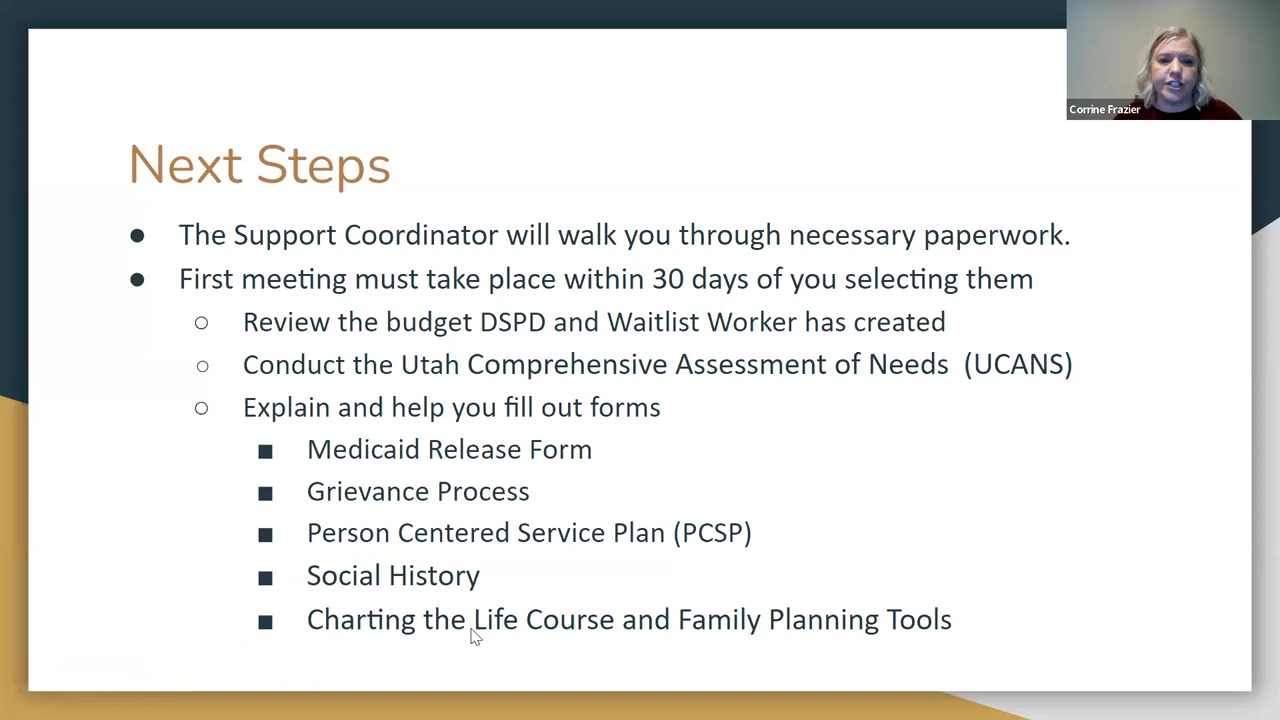 Corrine Frazier
Next Steps
● The Support Coordinator will walk you through necessary paperwork.
● First meeting must take place within 30 days of you selecting them
○ Review the budget DSPD and Waitlist Worker has created
○ Conduct the Utah Comprehensive Assessment of Needs (UCANS)
○ Explain and help you fill out forms
■ Medicaid Release Form
■ Grievance Process
■ Person Centered Service Plan (PCSP)
■ Social History
■ Charting the Life Course and Family Planning Tools